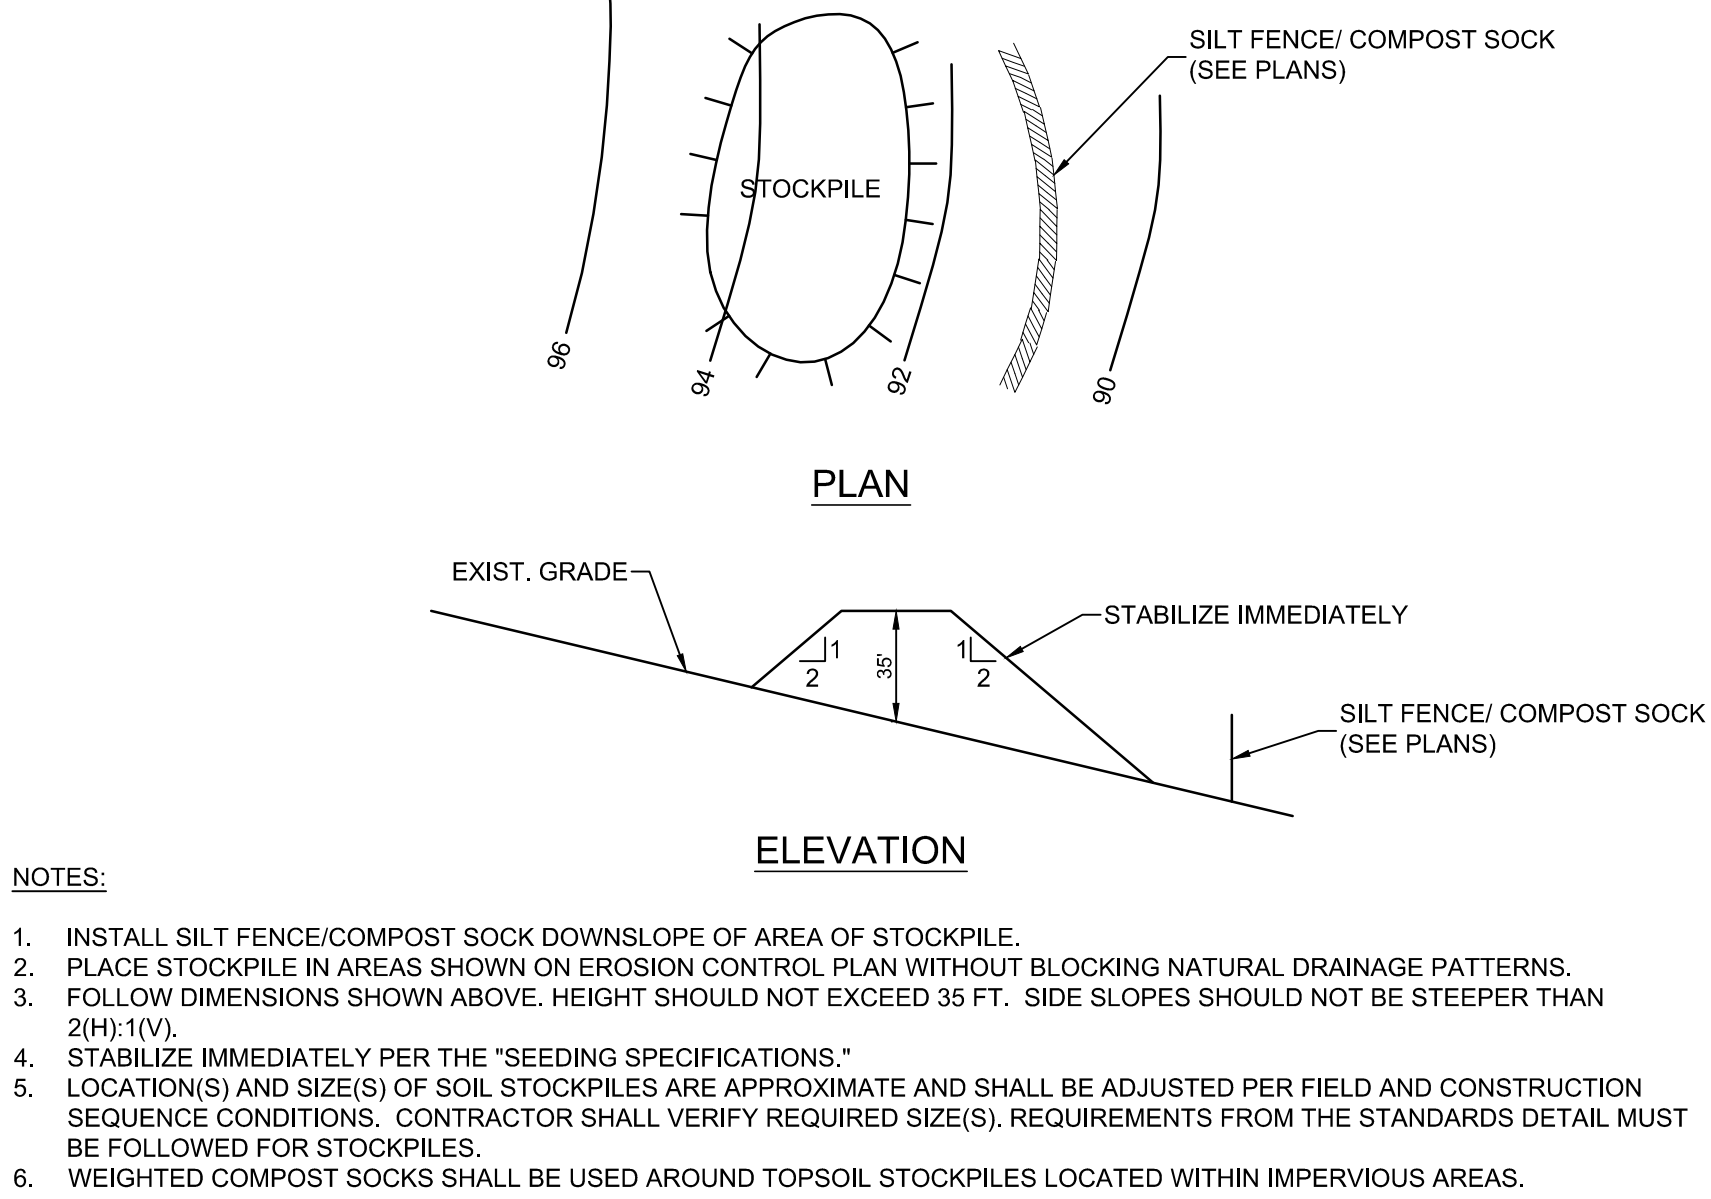 SILT FENCE/ COMPOST SOCK
(SEE PLANS)
STOCKPILE
96
94
92
90
PLAN
EXIST. GRADE
STABILIZE IMMEDIATELY
1
2
35'
1
2
SILT FENCE/ COMPOST SOCK
(SEE PLANS)
ELEVATION
NOTES:
1. INSTALL SILT FENCE/COMPOST SOCK DOWNSLOPE OF AREA OF STOCKPILE.
2. PLACE STOCKPILE IN AREAS SHOWN ON EROSION CONTROL PLAN WITHOUT BLOCKING NATURAL DRAINAGE PATTERNS.
3. FOLLOW DIMENSIONS SHOWN ABOVE. HEIGHT SHOULD NOT EXCEED 35 FT. SIDE SLOPES SHOULD NOT BE STEEPER THAN
2(H):1(V).
4. STABILIZE IMMEDIATELY PER THE "SEEDING SPECIFICATIONS."
5. LOCATION(S) AND SIZE(S) OF SOIL STOCKPILES ARE APPROXIMATE AND SHALL BE ADJUSTED PER FIELD AND CONSTRUCTION
SEQUENCE CONDITIONS. CONTRACTOR SHALL VERIFY REQUIRED SIZE(S). REQUIREMENTS FROM THE STANDARDS DETAIL MUST
BE FOLLOWED FOR STOCKPILES.
6. WEIGHTED COMPOST SOCKS SHALL BE USED AROUND TOPSOIL STOCKPILES LOCATED WITHIN IMPERVIOUS AREAS.